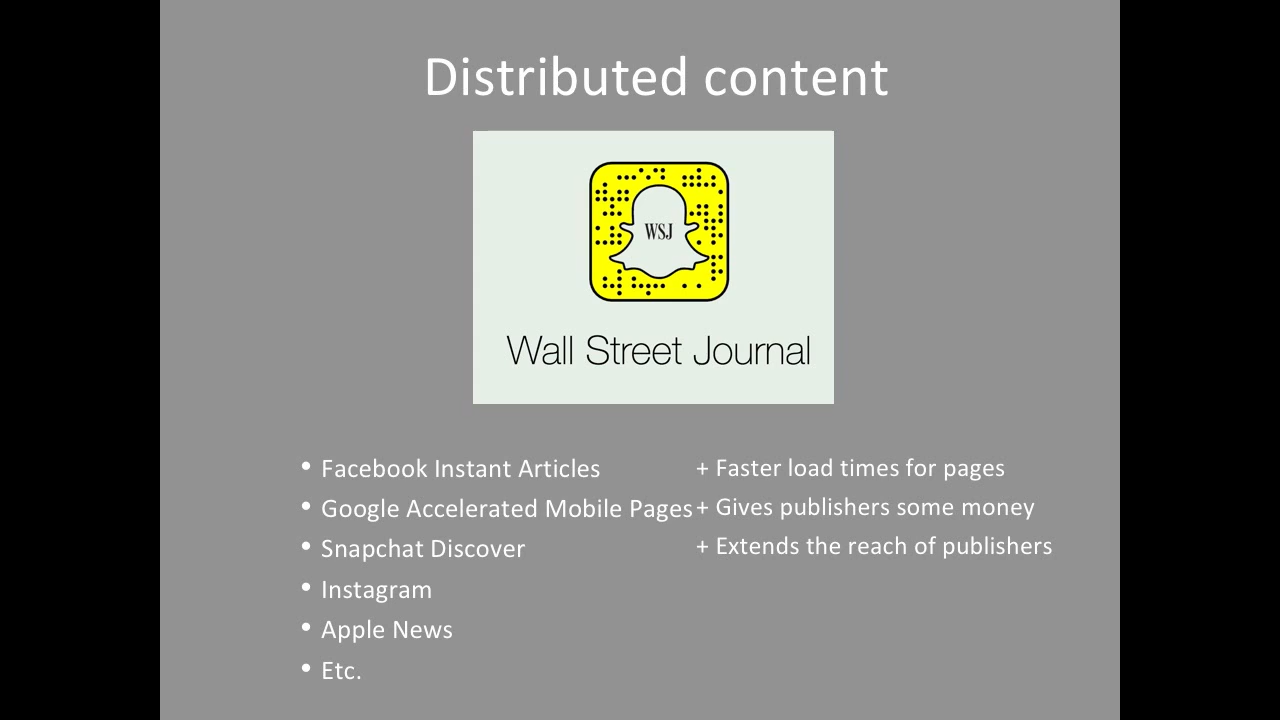 Distributed content
WSJ
Wall Street Journal
• Facebook Instant Articles
• Google Accelerated Mobile Pages
• Snapchat Discover
• Instagram
• Apple News
• Etc.
+ Faster load times for pages
+ Gives publishers some money
+ Extends the reach of publishers